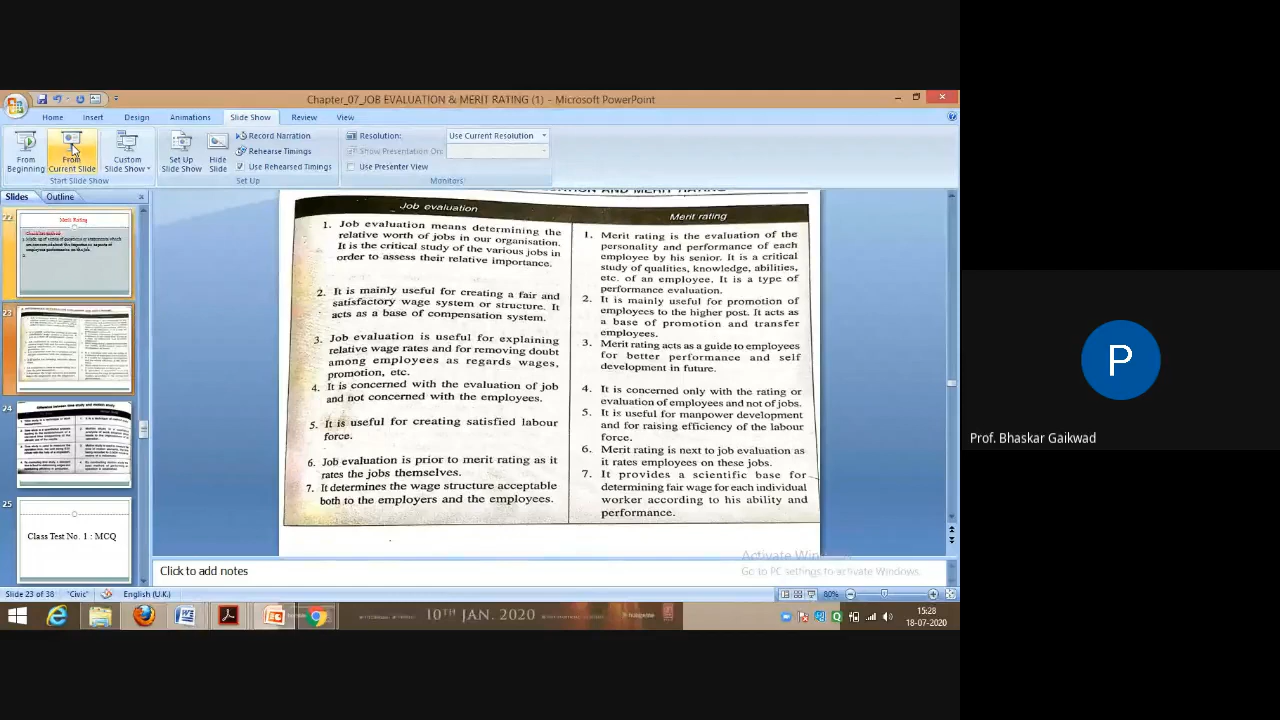 Chapter_07_JOB EVALUATION & MERIT RATING (1) – Microsoft PowerPoint
Home Insert Design Animations Slide Show Review View
From Beginning
From Current Slide
Custom Slide Show
Start Slide Show
Set Up Slide Show
Hide Slide
Record Narration
Rehearse Timings
Use Rehearsed Timings
Set Up
Resolution: Use Current Resolution
Show Presentation On:
Use Presenter View
Monitors
Slides Outline
22
Merit Rating
23
24
25
Class Test No. 1 : MCQ
AND MERIT RATING
Job evaluation
1. Job evaluation means determining the
relative worth of jobs in our organisation.
It is the critical study of the various jobs in
order to assess their relative importance.
2. It is mainly useful for creating a fair and
satisfactory wage system or structure. It
acts as a base of compensation system.
3. Job evaluation is useful for explaining
relative wage rates and for removing doubt
among employees as regards wages,
promotion, etc.
4. It is concerned with the evaluation of job
and not concerned with the employees.
5. It is useful for creating satisfied labour
force.
6. Job evaluation is prior to merit rating as it
rates the jobs themselves.
7. It determines the wage structure acceptable
both to the employers and the employees.
Merit rating
1. Merit rating is the evaluation of the
personality and performance of each
employee by his senior. It is a critical
study of qualities, knowledge, abilities,
etc. of an employee. It is a type of
performance evaluation.
2. It is mainly useful for promotion of
employees to the higher post. It acts as
a base of promotion and transfer
employees.
3. Merit rating acts as a guide to employees
for better performance and self
development in future.
4. It is concerned only with the rating or
evaluation of employees and not of jobs.
5. It is useful for manpower development
and for raising efficiency of the labour
force.
6. Merit rating is next to job evaluation as
it rates employees on these jobs.
7. It provides a scientific base for
determining fair wage for each individual
worker according to his ability and
performance.
Activate Windows
Go to PC settings to activate Windows.
Click to add notes
Slide 23 of 38 "Civic" English (U.K.) 80%
10TH JAN. 2020
15:28
18-07-2020
P
Prof. Bhaskar Gaikwad